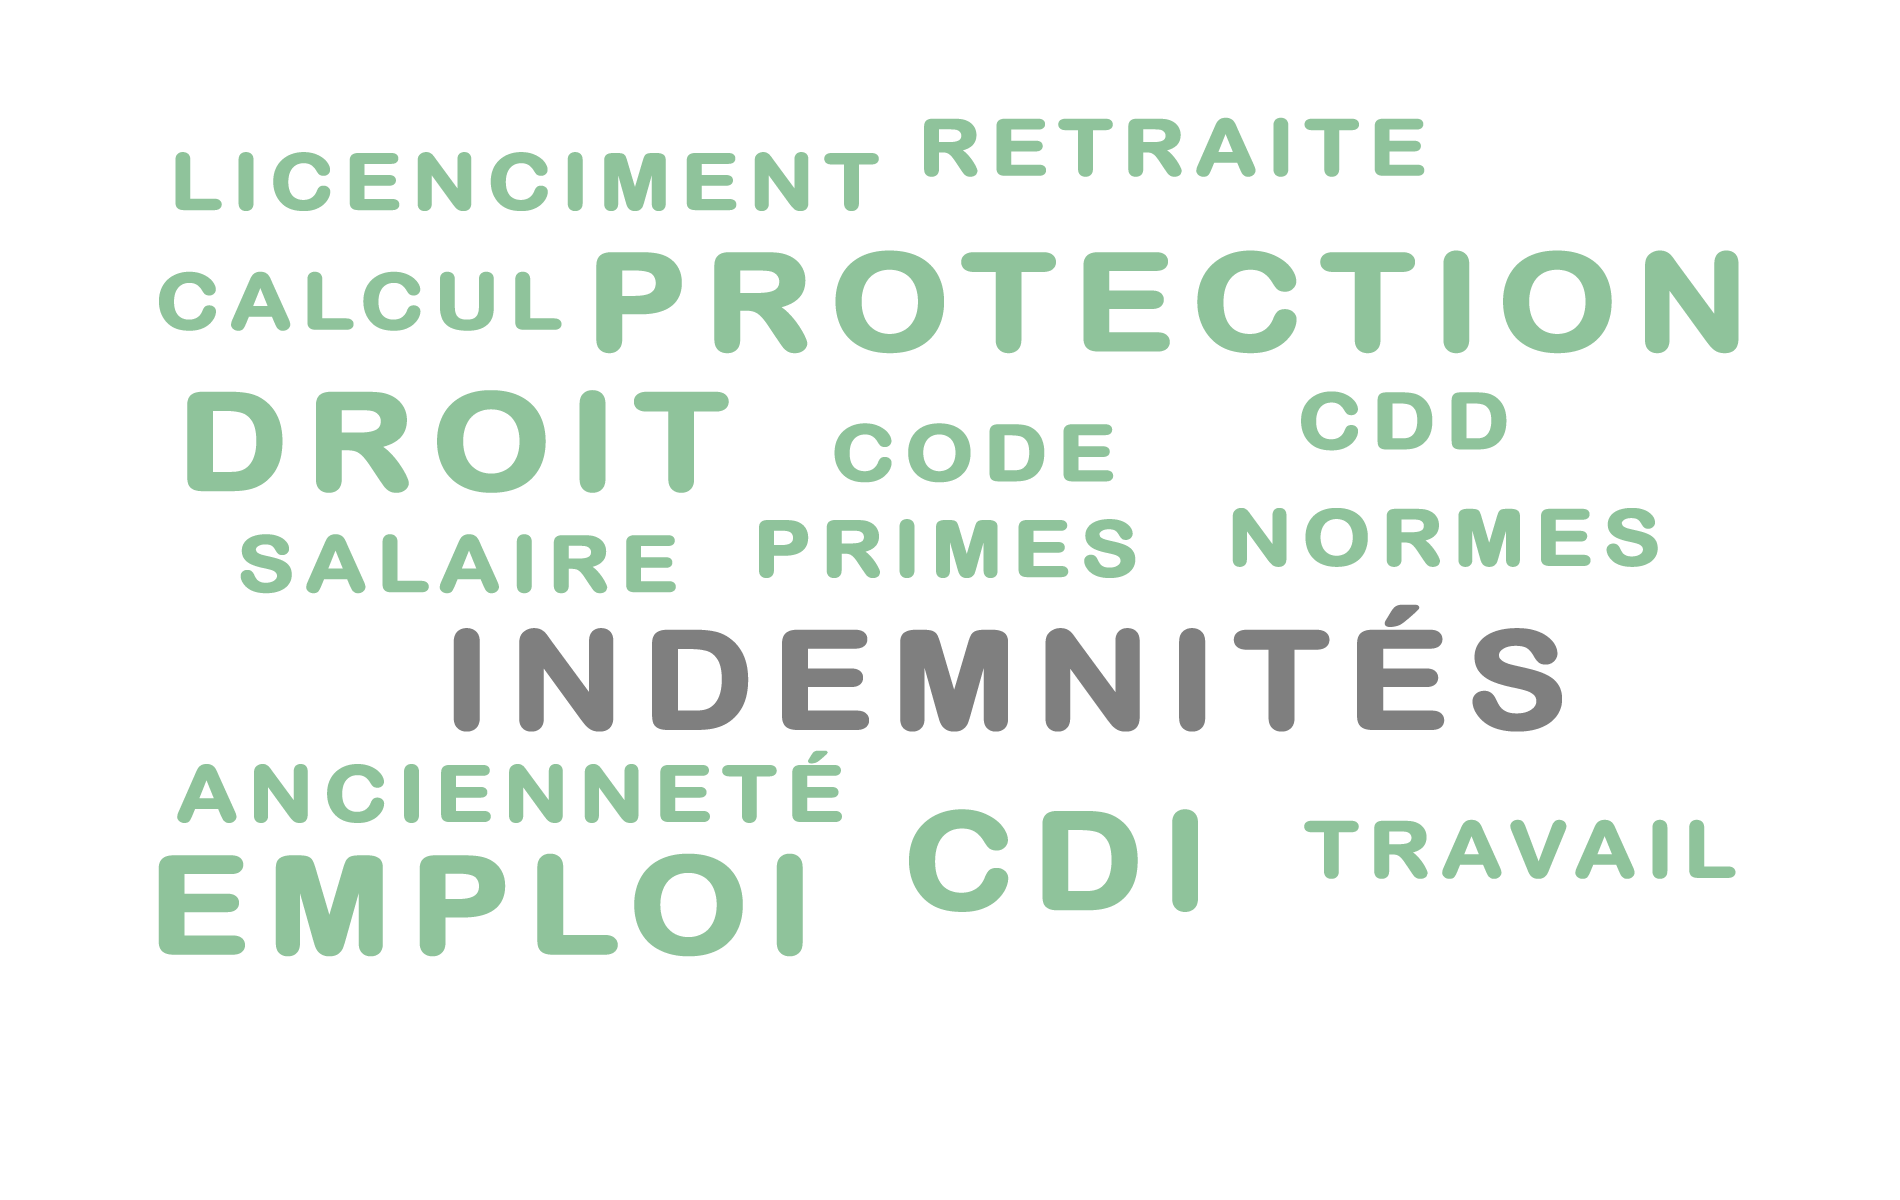 LICENCIMENT RETRAITE
CALCUL PROTECTION
DROIT CODE CDD
SALAIRE PRIMES NORMES
INDEMNITÉS
ANCIENNETÉ
EMPLOI CDI TRAVAIL